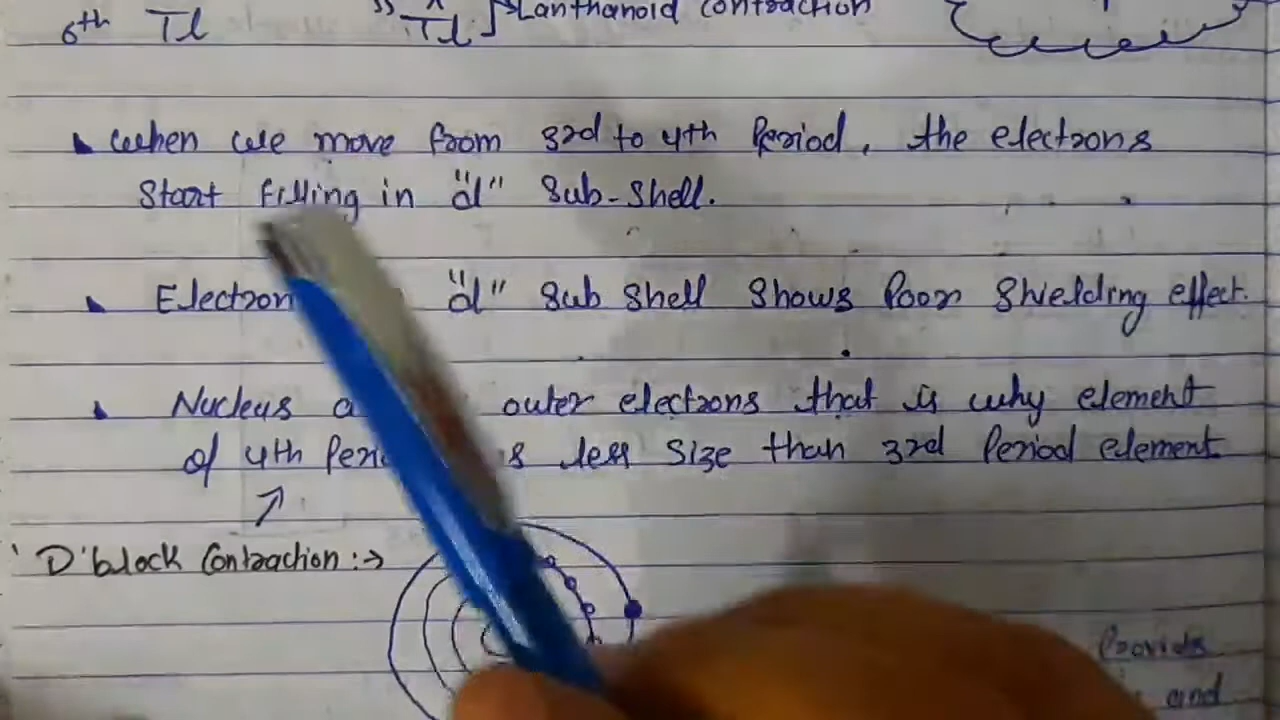 6th Tl Tl Lanthanoid Contraction
When we move from 3rd to 4th Period, the electrons
Start filling in "d" Sub-Shell.
Electron "d" Sub Shell Shows Poor Shielding effect.
Nucleus outer electrons that is why element
of 4th less Size than 3rd Period element
'D'block Contraction :->
Provide
and